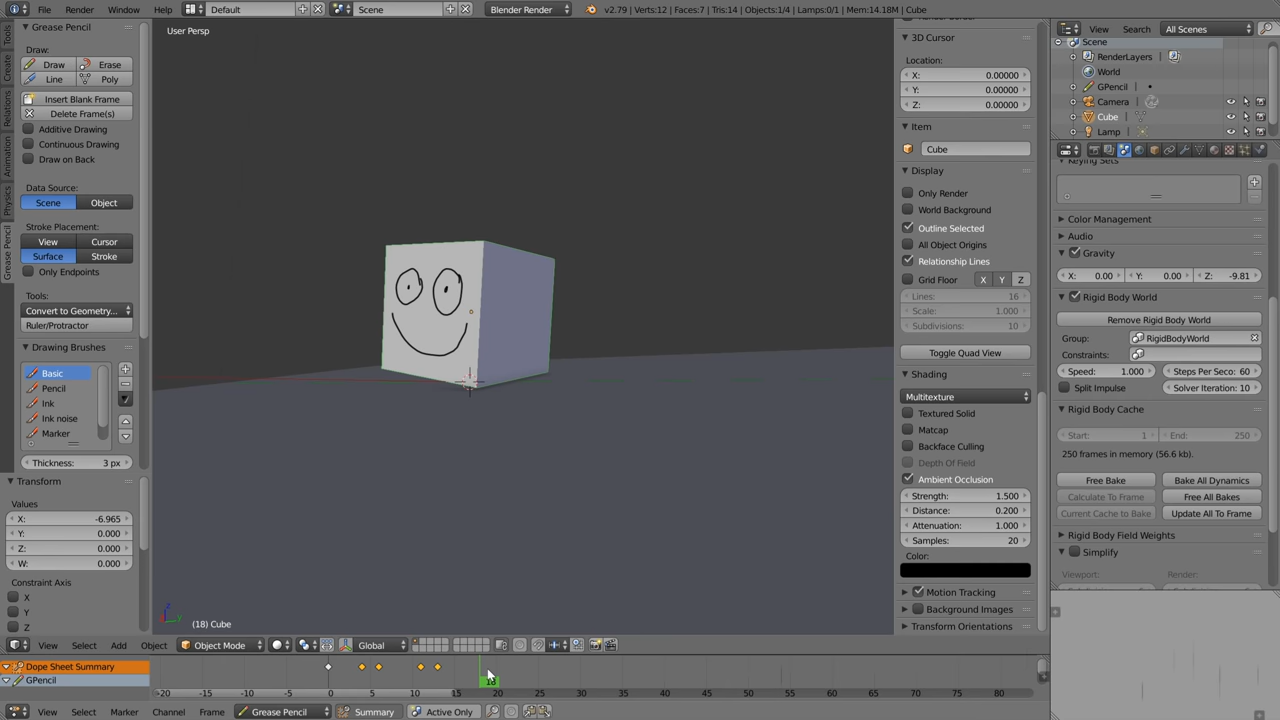 File Render Window Help Default Scene Blender Render v2.79 | Verts:12 | Faces:7 | Tris:14 | Objects:1/4 | Lamps:0/1 | Mem:14.18M | Cube
Tools
Create
Relations
Animation
Physics
Grease Pencil
Grease Pencil
Draw:
Draw Erase
Line Poly
Insert Blank Frame
Delete Frame(s)
Additive Drawing
Continuous Drawing
Draw on Back
Data Source:
Scene Object
Stroke Placement:
View Cursor
Surface Stroke
Only Endpoints
Tools:
Convert to Geometry...
Ruler/Protractor
Drawing Brushes
Basic
Pencil
Ink
Ink noise
Marker
Thickness: 3 px
Transform
Values
X: -6.965
Y: 0.000
Z: 0.000
W: 0.000
Constraint Axis
X
Y
Z
User Persp
(18) Cube
View Select Add Object Object Mode Global
3D Cursor
Location:
X: 0.00000
Y: 0.00000
Z: 0.00000
Item
Cube
Display
Only Render
World Background
Outline Selected
All Object Origins
Relationship Lines
Grid Floor X Y Z
Lines: 16
Scale: 1.000
Subdivisions: 10
Toggle Quad View
Shading
Multitexture
Textured Solid
Matcap
Backface Culling
Depth Of Field
Ambient Occlusion
Strength: 1.500
Distance: 0.200
Attenuation: 1.000
Samples: 20
Color:
Motion Tracking
Background Images
Transform Orientations
View Search All Scenes
Scene
RenderLayers
World
GPencil
Camera
Cube
Lamp
Keying Sets
Color Management
Audio
Gravity
X: 0.00 Y: 0.00 Z: -9.81
Rigid Body World
Remove Rigid Body World
Group: RigidBodyWorld
Constraints:
Speed: 1.000 Steps Per Seco: 60
Split Impulse Solver Iteration: 10
Rigid Body Cache
Start: 1 End: 250
250 frames in memory (56.6 kb).
Free Bake Bake All Dynamics
Calculate To Frame Free All Bakes
Current Cache to Bake Update All To Frame
Rigid Body Field Weights
Simplify
Viewport: Render:
Dope Sheet Summary
GPencil
18
-20 -15 -10 -5 0 5 10 15 20 25 30 35 40 45 50 55 60 65 70 75 80
View Select Marker Channel Frame Grease Pencil Summary Active Only